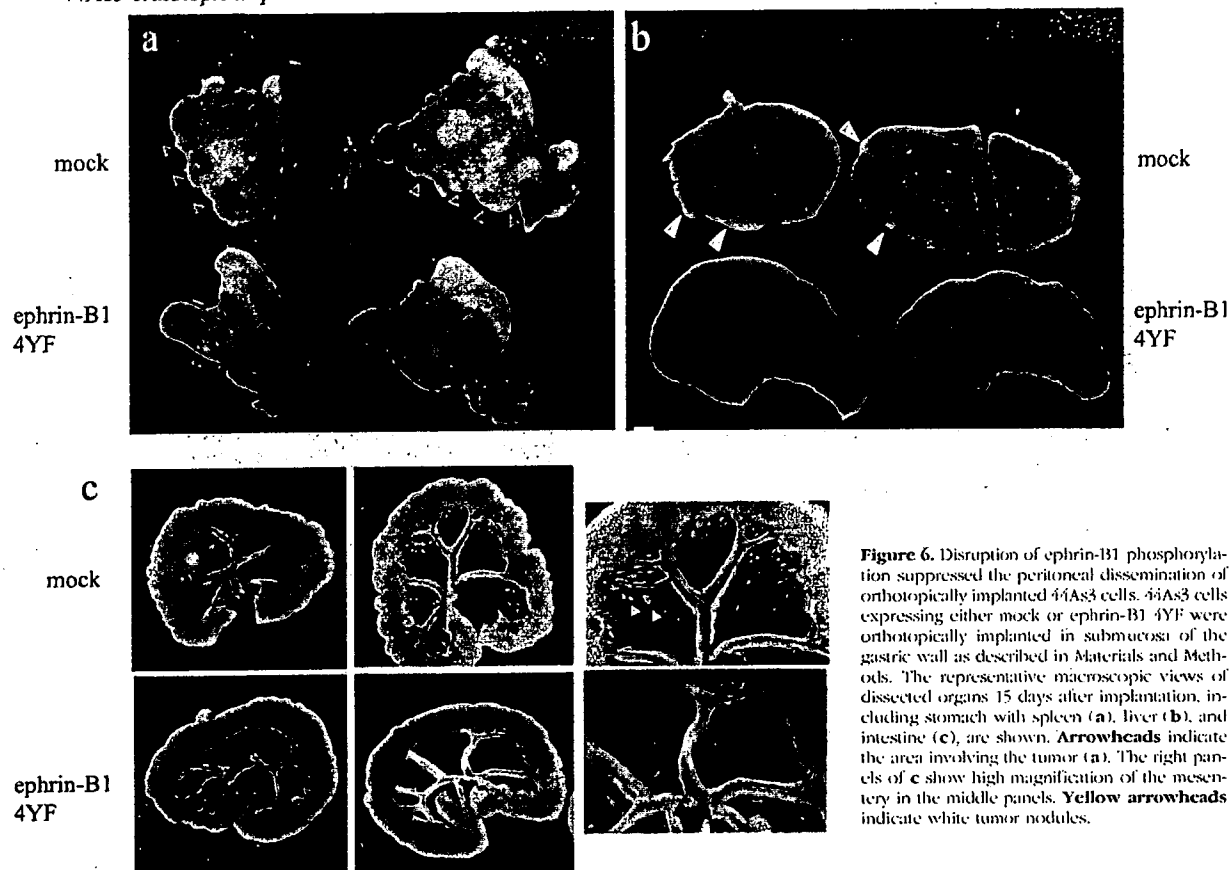 a
b
mock
mock
ephrin-B1
4YF
ephrin-B1
4YF
c
mock
ephrin-B1
4YF
Figure 6. Disruption of ephrin-B1 phosphoryla-
tion suppressed the peritoneal dissemination of
orthotopically implanted 44As3 cells. 44As3 cells
expressing either mock or ephrin-B1 4YF were
orthotopically implanted in submucosa of the
gastric wall as described in Materials and Meth-
ods. The representative macroscopic views of
dissected organs 15 days after implantation, in-
cluding stomach with spleen (a), liver (b), and
intestine (c), are shown. Arrowheads indicate
the area involving the tumor (a). The right pan-
els of c show high magnification of the mesen-
tery in the middle panels. Yellow arrowheads
indicate white tumor nodules.